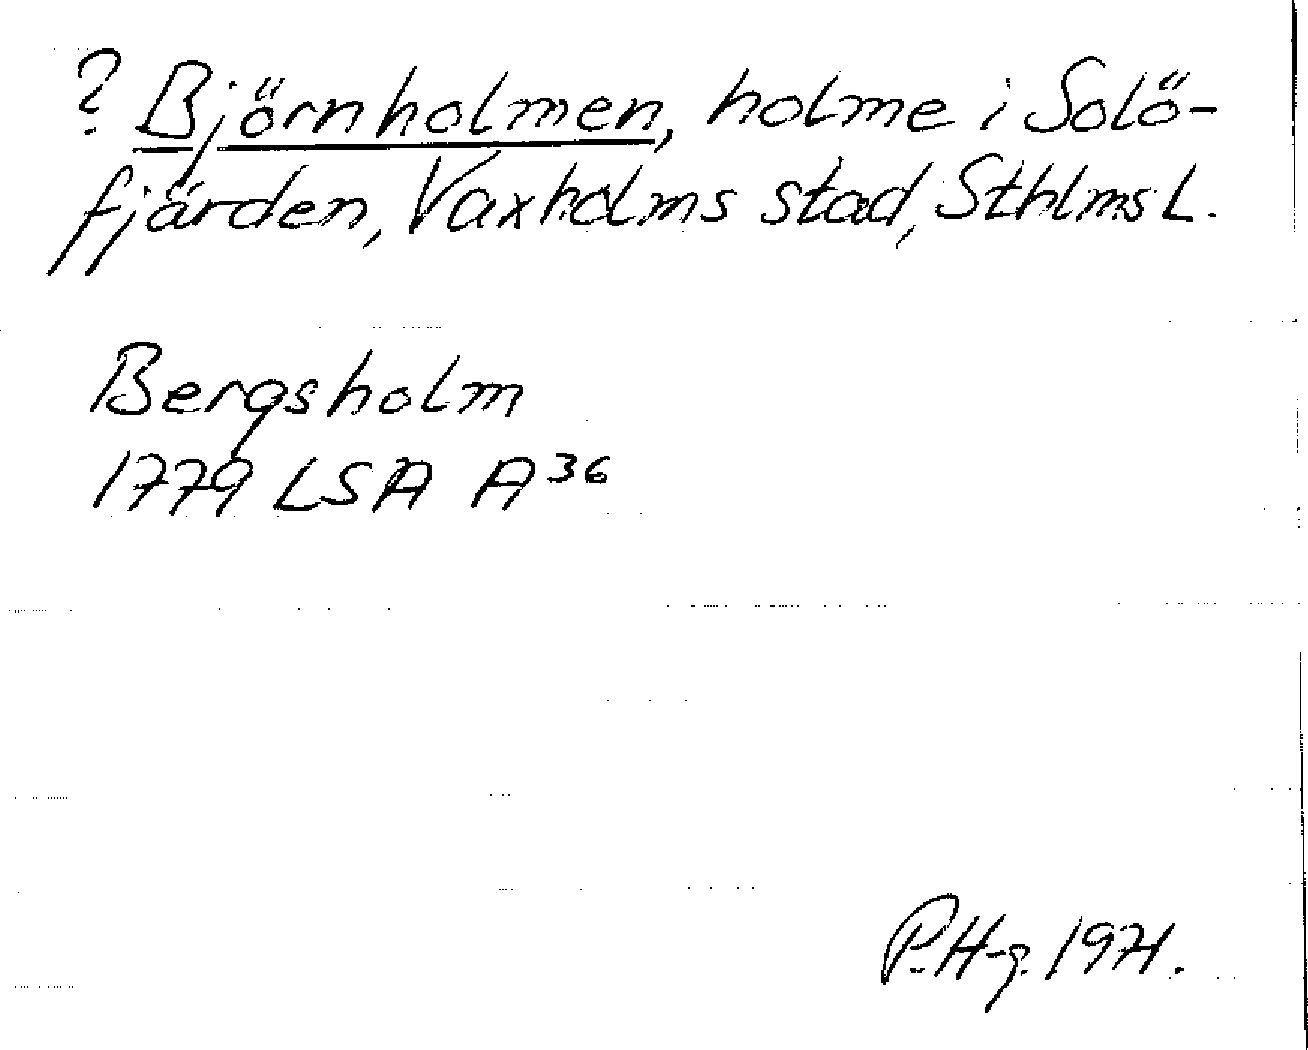 ? Björnholmen, holme i Solö-
fjärden, Vaxholms stad, Sthlms L.
Bergsholm
1779 LSA A³⁶
P.H-g. 1971.